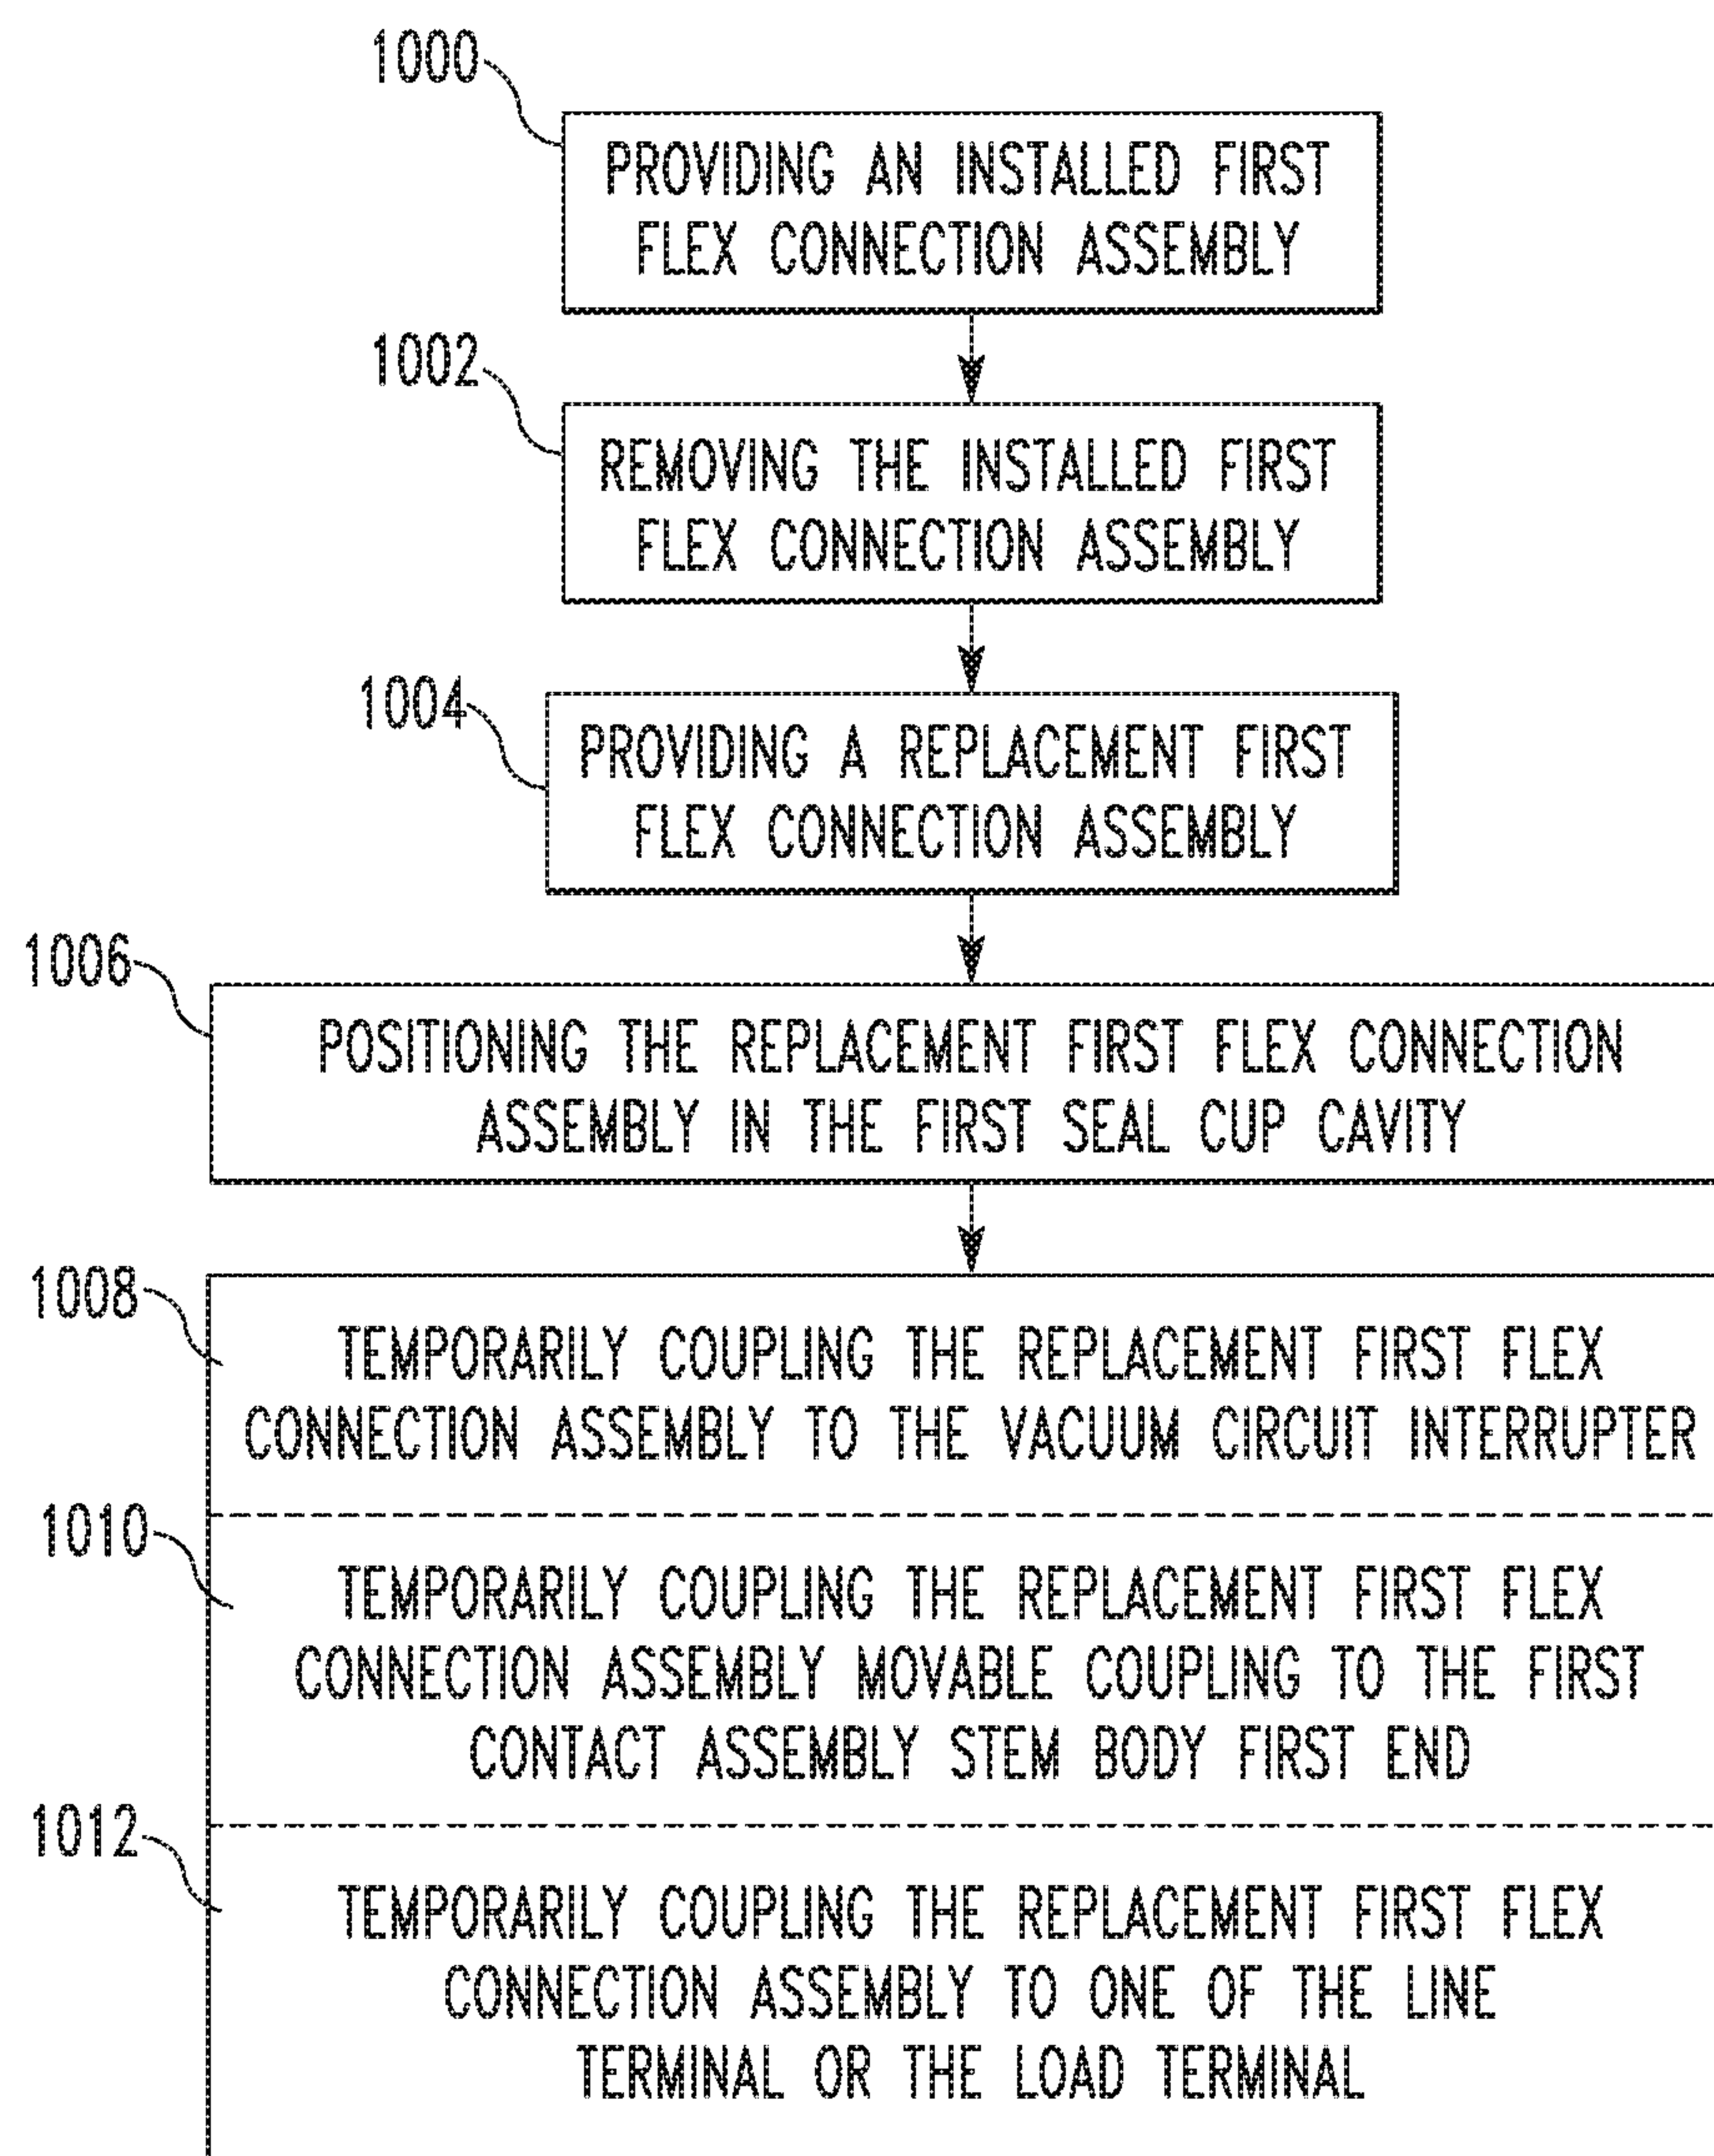 1000
PROVIDING AN INSTALLED FIRST
FLEX CONNECTION ASSEMBLY
1002
REMOVING THE INSTALLED FIRST
FLEX CONNECTION ASSEMBLY
1004
PROVIDING A REPLACEMENT FIRST
FLEX CONNECTION ASSEMBLY
1006
POSITIONING THE REPLACEMENT FIRST FLEX CONNECTION
ASSEMBLY IN THE FIRST SEAL CUP CAVITY
1008
TEMPORARILY COUPLING THE REPLACEMENT FIRST FLEX
CONNECTION ASSEMBLY TO THE VACUUM CIRCUIT INTERRUPTER
1010
TEMPORARILY COUPLING THE REPLACEMENT FIRST FLEX
CONNECTION ASSEMBLY MOVABLE COUPLING TO THE FIRST
CONTACT ASSEMBLY STEM BODY FIRST END
1012
TEMPORARILY COUPLING THE REPLACEMENT FIRST FLEX
CONNECTION ASSEMBLY TO ONE OF THE LINE
TERMINAL OR THE LOAD TERMINAL